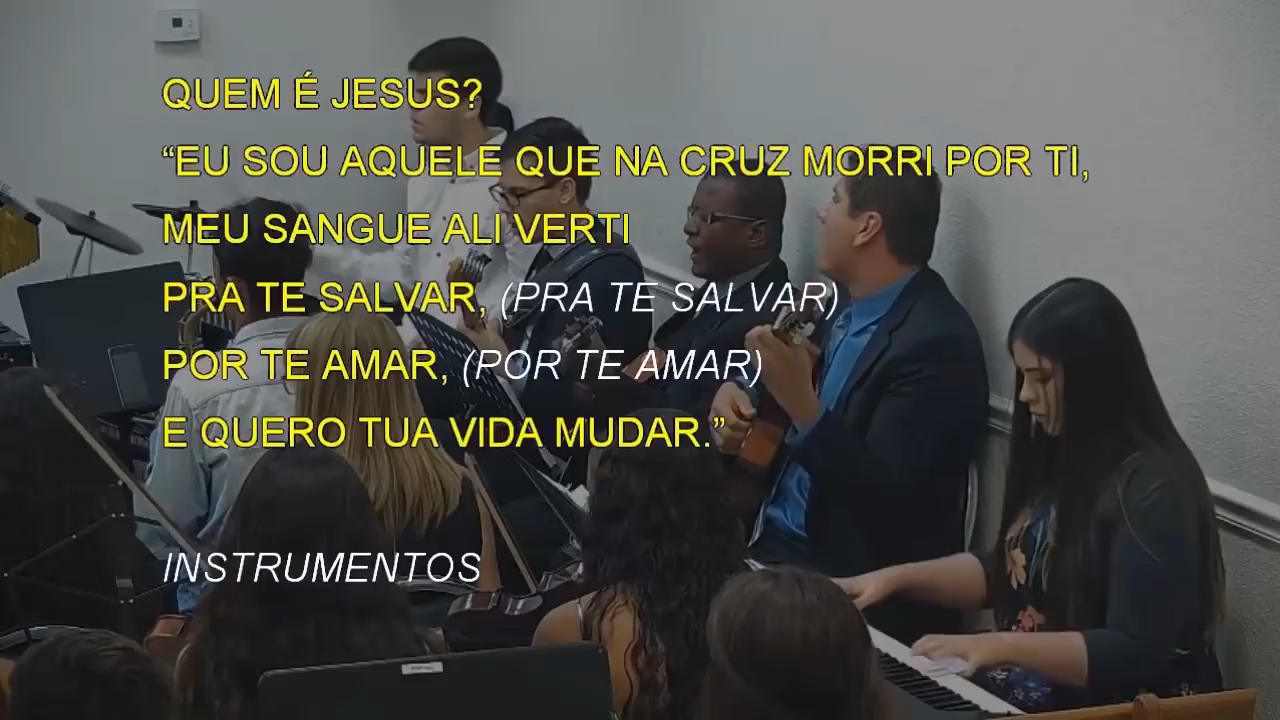 QUEM É JESUS?
“EU SOU AQUELE QUE NA CRUZ MORRI POR TI,
MEU SANGUE ALI VERTI
PRA TE SALVAR, (PRA TE SALVAR)
POR TE AMAR, (POR TE AMAR)
E QUERO TUA VIDA MUDAR.”
INSTRUMENTOS